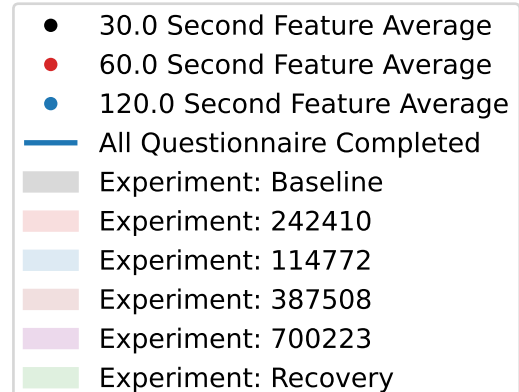 30.0 Second Feature Average
60.0 Second Feature Average
120.0 Second Feature Average
All Questionnaire Completed
Experiment: Baseline
Experiment: 242410
Experiment: 114772
Experiment: 387508
Experiment: 700223
Experiment: Recovery